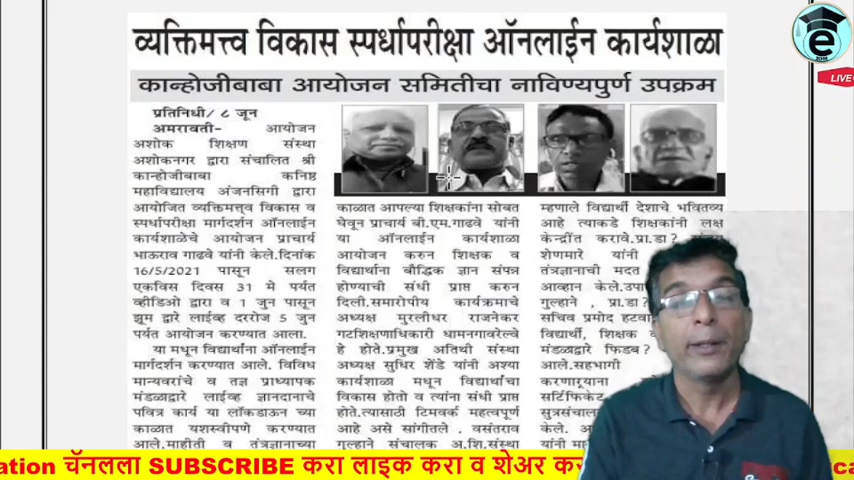 व्यक्तिमत्त्व विकास स्पर्धापरीक्षा ऑनलाईन कार्यशाळा
कान्होजीबाबा आयोजन समितीचा नाविण्यपुर्ण उपक्रम
प्रतिनिधी/ ८ जून
अमरावती- आयोजन
अशोक शिक्षण संस्था
अशोकनगर द्वारा संचालित श्री
कान्होजीबाबा कनिष्ठ
महाविद्यालय अंजनसिंगी द्वारा
आयोजित व्यक्तिमत्त्व विकास व
स्पर्धापरीक्षा मार्गदर्शन ऑनलाईन
कार्यशाळेचे आयोजन प्राचार्य
भाऊराव गाढवे यांनी केले.दिनांक
16/5/2021 पासून सलग
एकविस दिवस 31 मे पर्यत
व्हीडिओ द्वारा व 1 जुन पासून
झूम द्वारे लाईव्ह दररोज 5 जुन
पर्यत आयोजन करण्यात आला.
या मधून विद्यार्थांना ऑनलाईन
मार्गदर्शन करण्यात आले. विविध
मान्यवरांचे व तज्ञ प्राध्यापक
मंडळाद्वारे लाईव्ह ज्ञानदानाचे
पवित्र कार्य या लॉकडाऊन च्या
काळात यशस्वीपणे करण्यात
आले.माहीती व तंत्रज्ञानाच्या
काळात आपल्या शिक्षकांना सोबत
घेवून प्राचार्य बी.एम.गाढवे यांनी
या ऑनलाईन कार्यशाळा
आयोजन करुन शिक्षक व
विद्यार्थांना बौद्धिक ज्ञान संपन्न
होण्याची संधी प्राप्त करुन
दिली.समारोपीय कार्यक्रमाचे
अध्यक्ष मुरलीधर राजनेकर
गटशिक्षणाधिकारी धामनगावरेल्वे
हे होते.प्रमुख अतिथी संस्था
अध्यक्ष सुधिर शेंडे यांनी अश्या
कार्यशाळा मधून विद्यार्थांचा
विकास होतो व त्यांना संधी प्राप्त
होते.त्यासाठी टिमवर्क महत्वपूर्ण
आहे असे सांगीतले . वसंतराव
गुल्हाने संचालक अ.शि.संस्था
म्हणाले विद्यार्थी देशाचे भवितव्य
आहे त्याकडे शिक्षकांनी लक्ष
केन्द्रींत करावे.प्रा.डा?
शेणमारे यांनी
तंत्रज्ञानाची मदत
आव्हान केले.उपा
गुल्हाने , प्रा.डा?
सचिव प्रमोद हटवा
विद्यार्थी, शिक्षक व
मंडळाद्वारे फिडब?
आले.सहभागी
करणारूयाना
सर्टिफिकेट
सुत्रसंचाल
केले. आ
यांनी मा
e
LIVE
ation चॅनलला SUBSCRIBE करा लाइक करा व शेअर कर